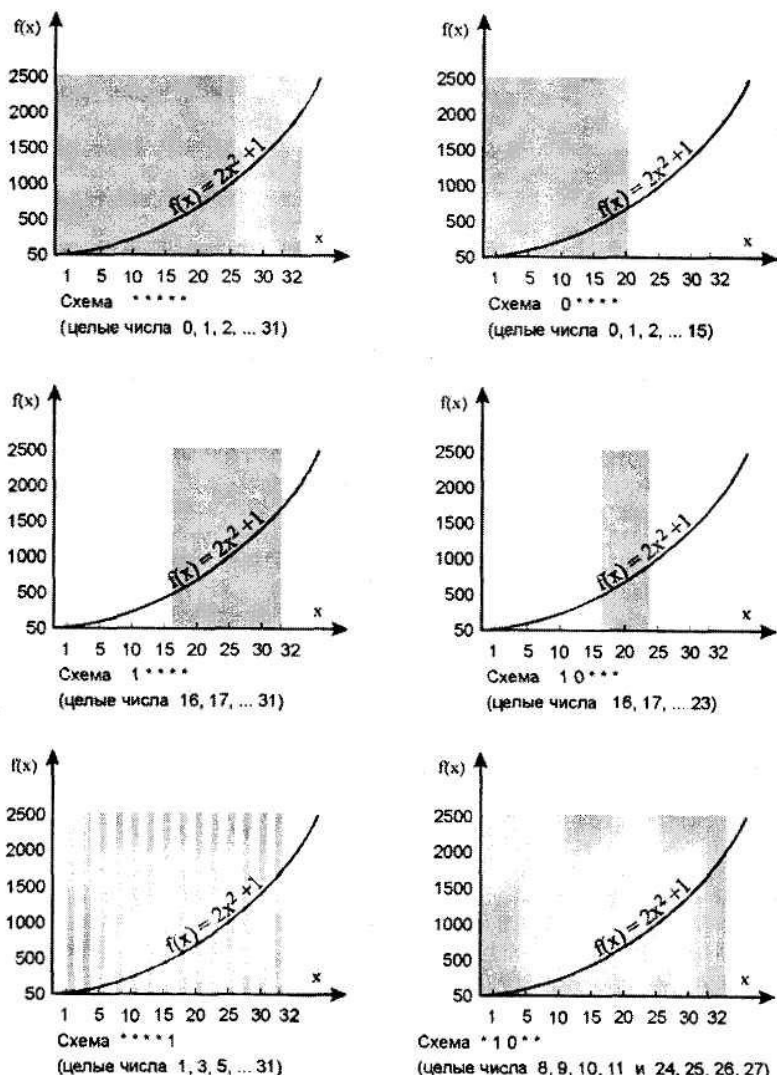 f(x)
2500
2000
1500
1000
500
50
f(x) = 2x² +1
x
1 5 10 15 20 25 30 32
Схема * * * * *
(целые числа 0, 1, 2, ... 31)
f(x)
2500
2000
1500
1000
500
50
f(x) = 2x² +1
x
1 5 10 15 20 25 30 32
Схема 0 * * * *
(целые числа 0, 1, 2, ... 15)
f(x)
2500
2000
1500
1000
500
50
f(x) = 2x² +1
x
1 5 10 15 20 25 30 32
Схема 1 * * * *
(целые числа 16, 17, ... 31)
f(x)
2500
2000
1500
1000
500
50
f(x) = 2x² +1
x
1 5 10 15 20 25 30 32
Схема 1 0 * * *
(целые числа 16, 17, ... 23)
f(x)
2500
2000
1500
1000
500
50
f(x) = 2x² +1
x
1 5 10 15 20 25 30 32
Схема * * * * 1
(целые числа 1, 3, 5, ... 31)
f(x)
2500
2000
1500
1000
500
50
f(x) = 2x² +1
x
1 5 10 15 20 25 30 32
Схема * 1 0 * *
(целые числа 8, 9, 10, 11 и 24, 25, 26, 27)